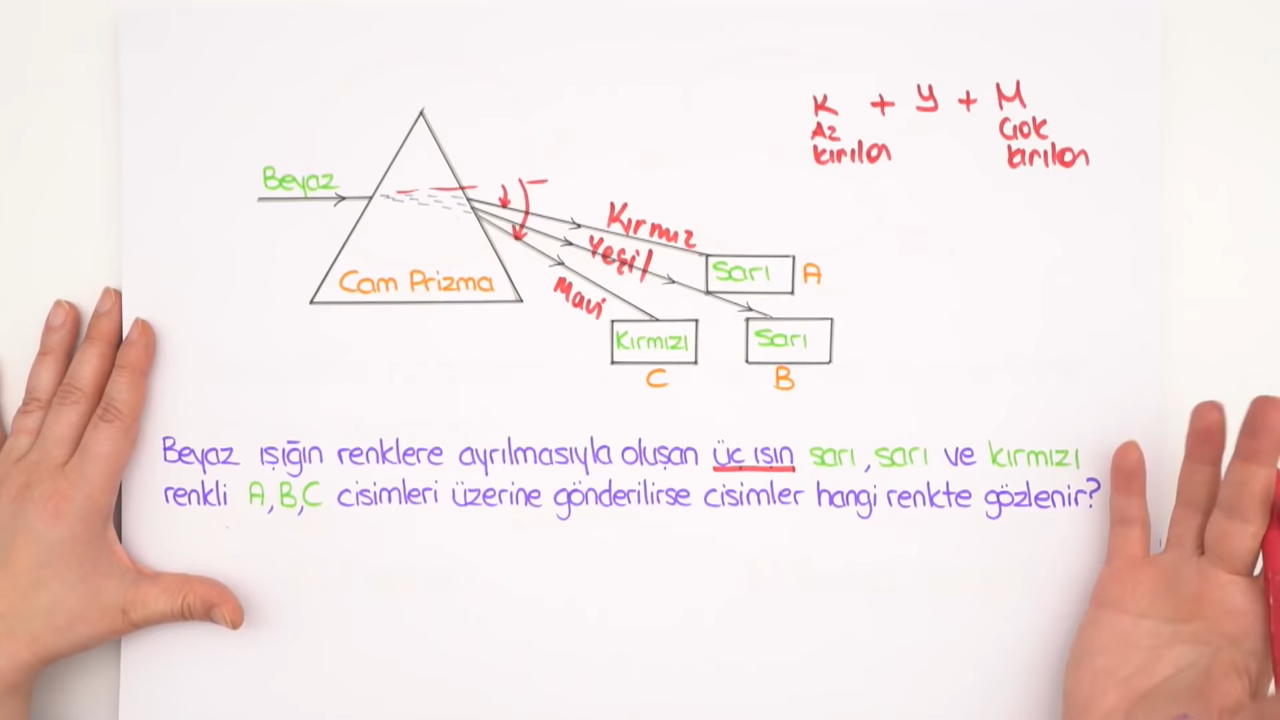 K + Y + M
Az
kırılan
Çok
kırılan
Beyaz
Kırmız
Yeşil
Mavi
Cam Prizma
Sarı A
Kırmızı
Sarı
C
B
Beyaz ışığın renklere ayrılmasıyla oluşan üç ışın sarı, sarı ve kırmızı
renkli A, B, C cisimleri üzerine gönderilirse cisimler hangi renkte gözlenir?